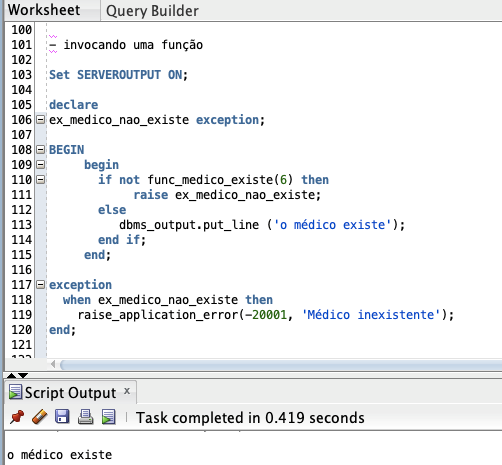 Worksheet Query Builder
100
101 – invocando uma função
102
103 Set SERVEROUTPUT ON;
104
105 declare
106 ex_medico_nao_existe exception;
107
108 BEGIN
109 begin
110 if not func_medico_existe(6) then
111 raise ex_medico_nao_existe;
112 else
113 dbms_output.put_line ('o médico existe');
114 end if;
115 end;
116
117 exception
118 when ex_medico_nao_existe then
119 raise_application_error(-20001, 'Médico inexistente');
120 end;
121
Script Output x
Task completed in 0.419 seconds
o médico existe